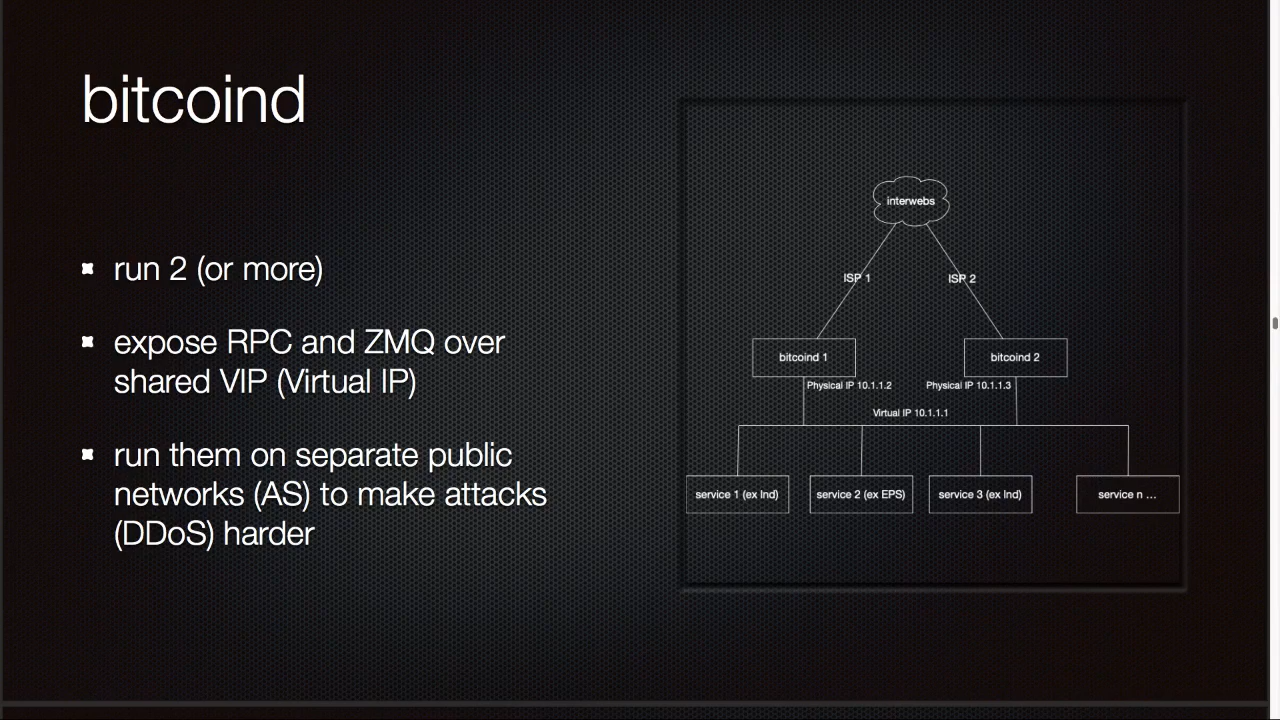 bitcoind
run 2 (or more)
expose RPC and ZMQ over
shared VIP (Virtual IP)
run them on separate public
networks (AS) to make attacks
(DDoS) harder
interwebs
ISP 1
ISP 2
bitcoind 1
bitcoind 2
Physical IP 10.1.1.2
Physical IP 10.1.1.3
Virtual IP 10.1.1.1
service 1 (ex lnd)
service 2 (ex EPS)
service 3 (ex lnd)
service n ...